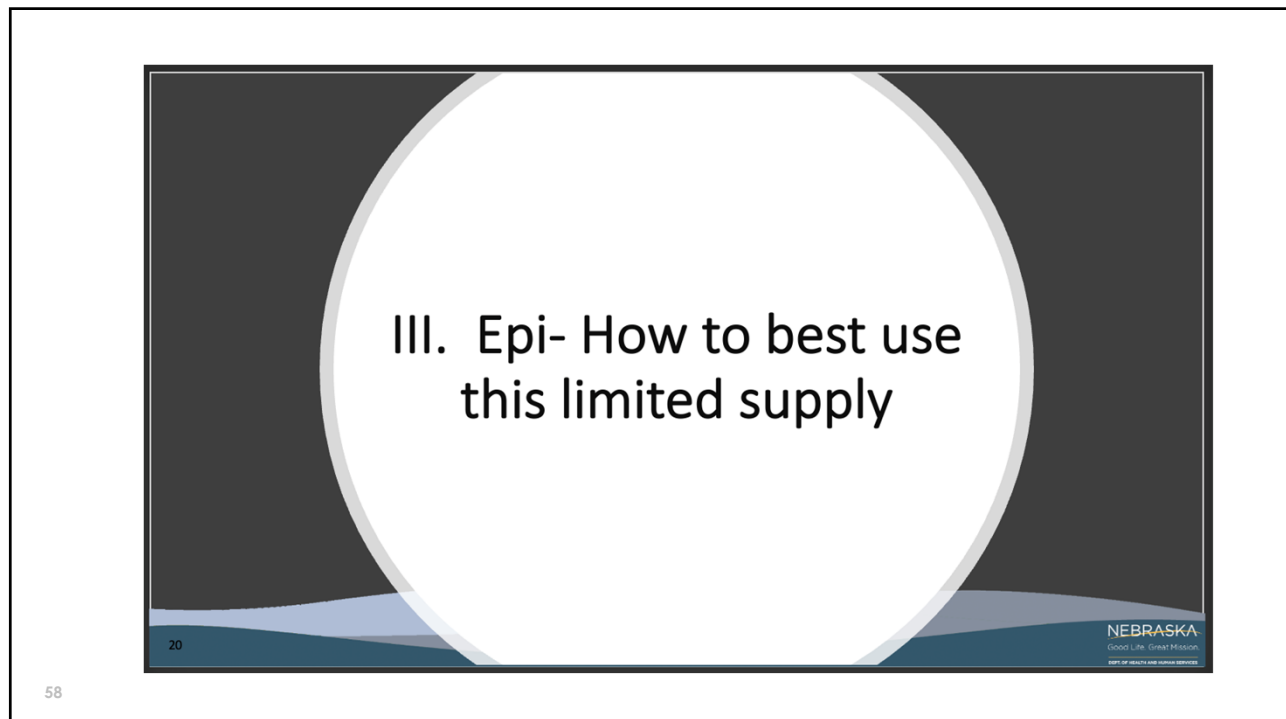 III. Epi- How to best use
this limited supply
20
NEBRASKA
Good Life. Great Mission.
DEPT. OF HEALTH AND HUMAN SERVICES
58